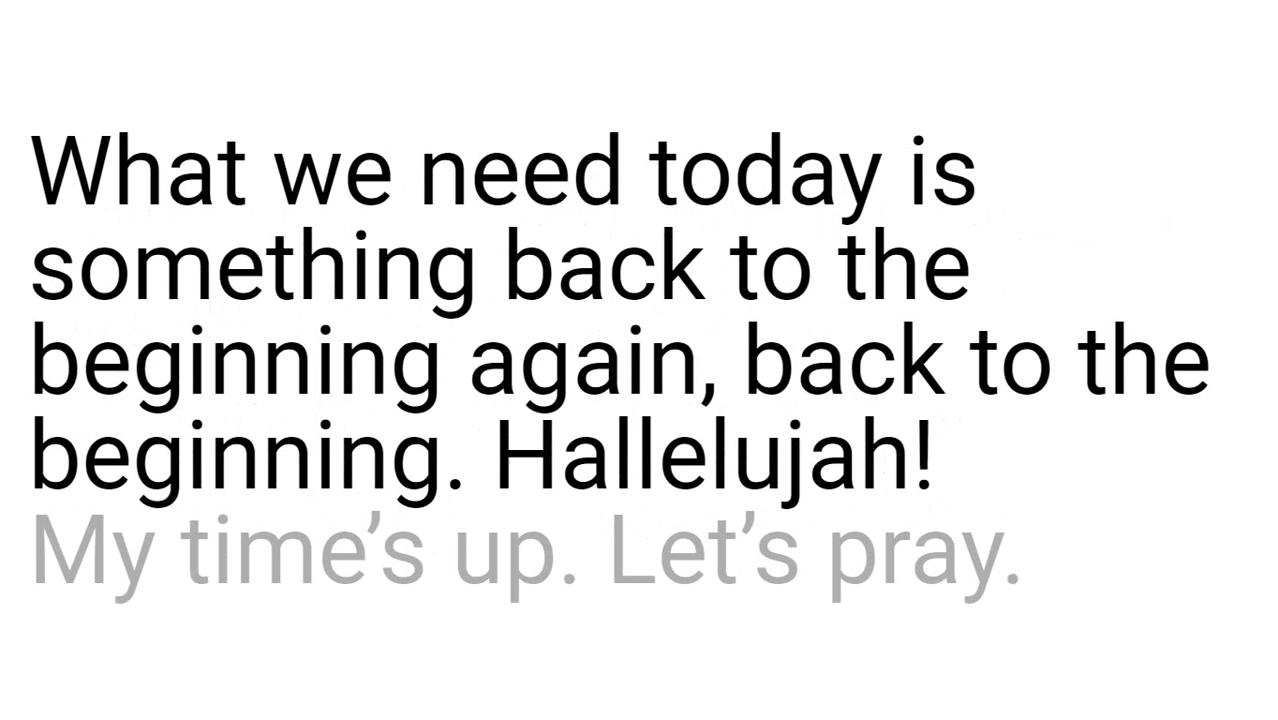 What we need today is
something back to the
beginning again, back to the
beginning. Hallelujah!
My time’s up. Let’s pray.